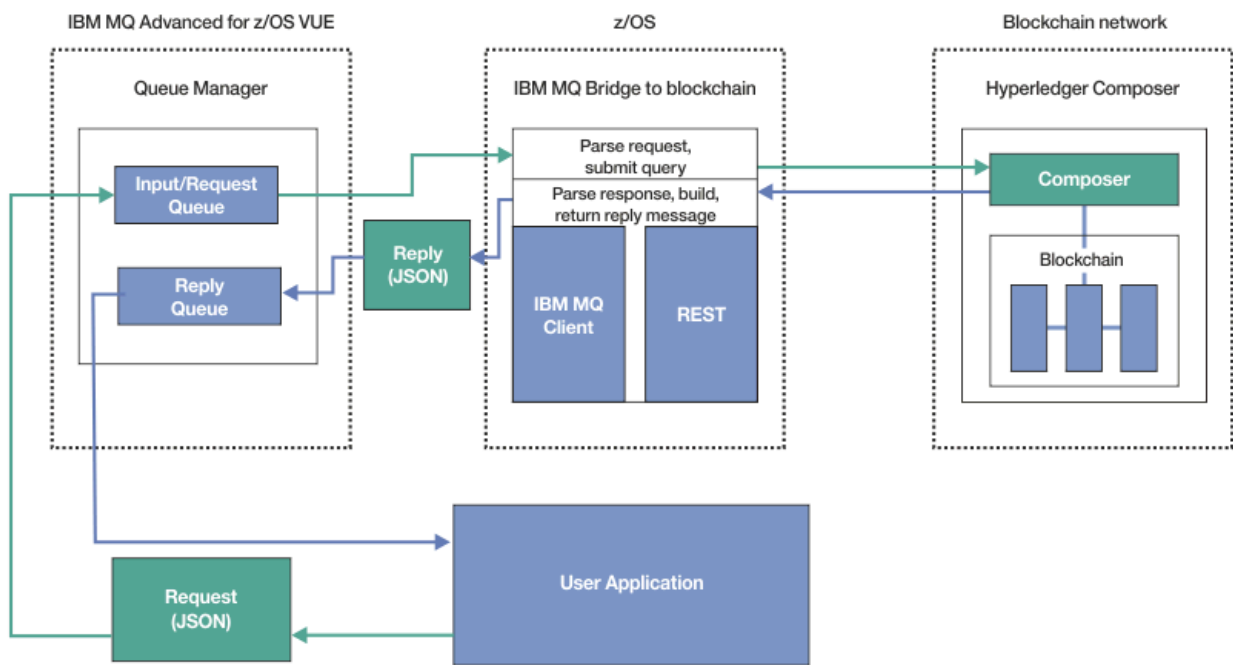 IBM MQ Advanced for z/OS VUE
z/OS
Blockchain network
Queue Manager
IBM MQ Bridge to blockchain
Hyperledger Composer
Input/Request
Queue
Parse request,
submit query
Parse response, build,
return reply message
Composer
Reply
(JSON)
Reply
Queue
IBM MQ
Client
REST
Blockchain
Request
(JSON)
User Application